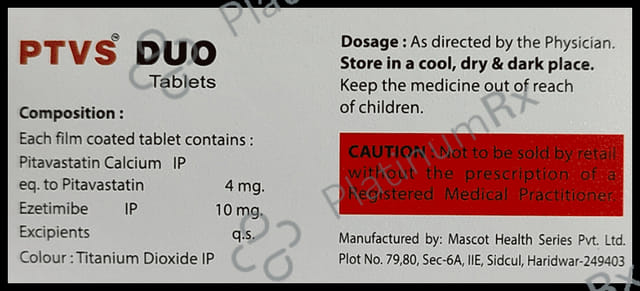 PTVS™ DUO
Tablets
Composition :
Each film coated tablet contains :
Pitavastatin Calcium IP
eq. to Pitavastatin 4 mg.
Ezetimibe IP 10 mg.
Excipients q.s.
Colour : Titanium Dioxide IP
Dosage : As directed by the Physician.
Store in a cool, dry & dark place.
Keep the medicine out of reach
of children.
CAUTION : Not to be sold by retail
without the prescription of a
Registered Medical Practitioner.
Manufactured by: Mascot Health Series Pvt. Ltd.
Plot No. 79,80, Sec-6A, IIE, Sidcul, Haridwar-249403
PlatinumRx